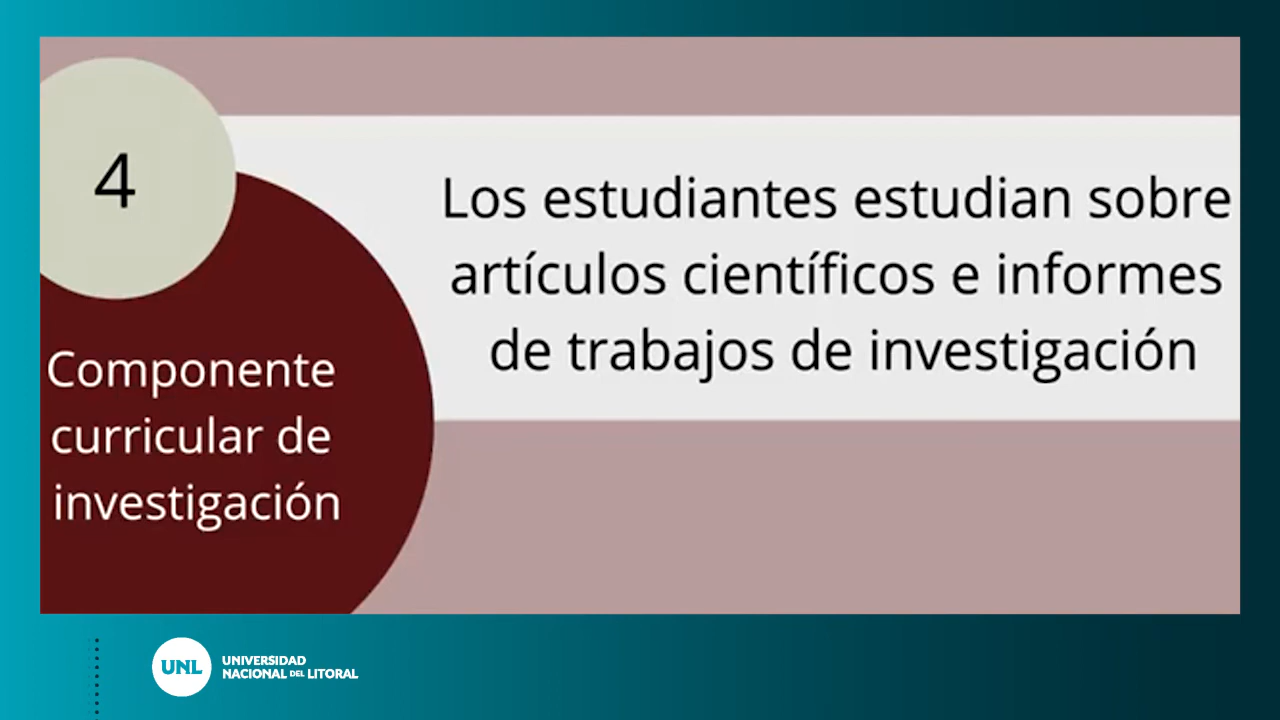 4
Componente
curricular de
investigación
Los estudiantes estudian sobre
artículos científicos e informes
de trabajos de investigación
UNL
UNIVERSIDAD
NACIONAL DEL LITORAL